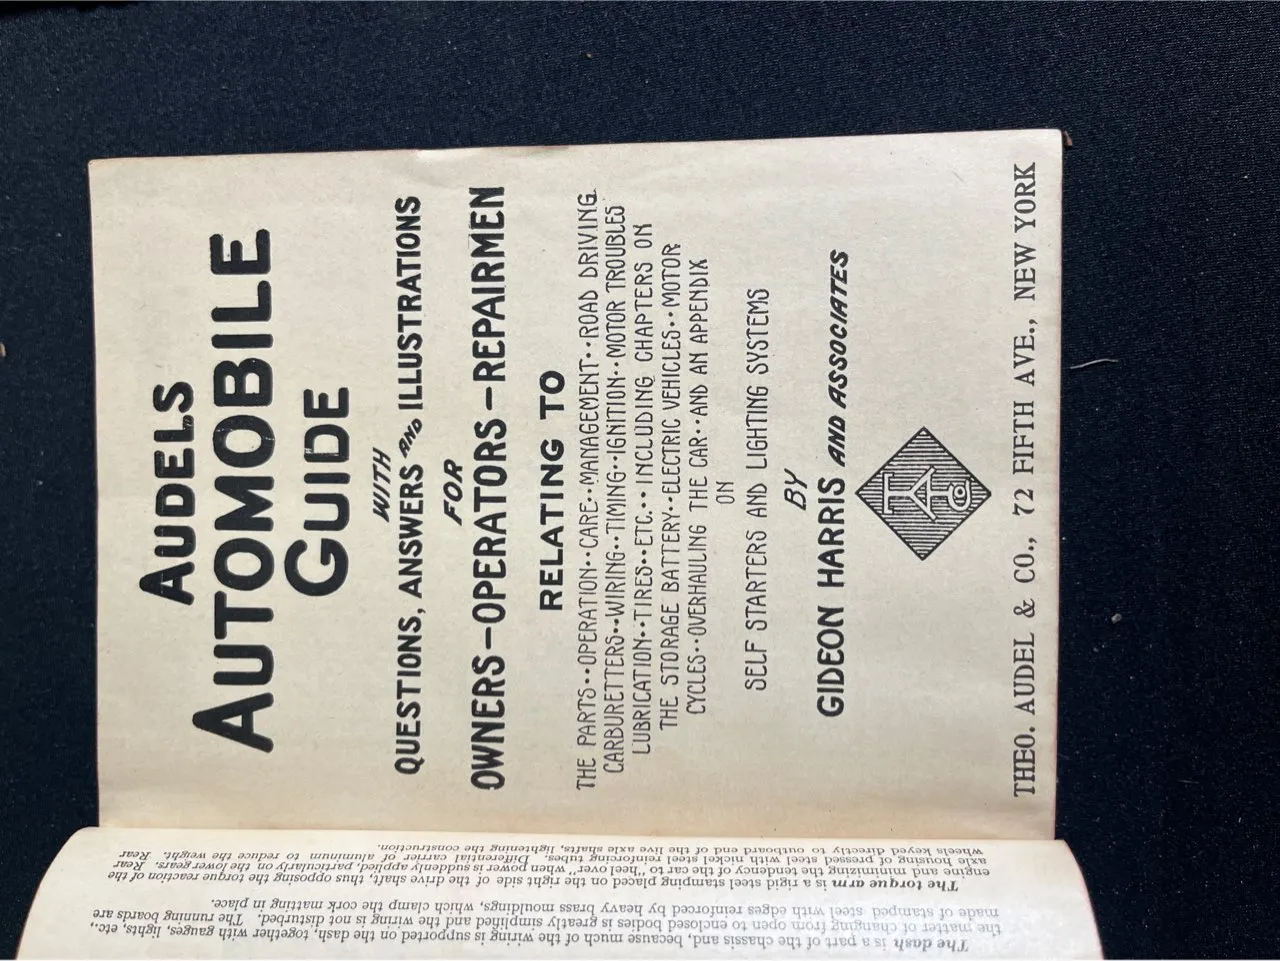 AUDELS
AUTOMOBILE
GUIDE
WITH
QUESTIONS, ANSWERS AND ILLUSTRATIONS
FOR
OWNERS–OPERATORS–REPAIRMEN
RELATING TO
THE PARTS··OPERATION··CARE··MANAGEMENT··ROAD DRIVING.
CARBURETTERS··WIRING··TIMING··IGNITION··MOTOR TROUBLES
LUBRICATION··TIRES··ETC.··INCLUDING CHAPTERS ON
THE STORAGE BATTERY··ELECTRIC VEHICLES··MOTOR
CYCLES··OVERHAULING THE CAR··AND AN APPENDIX
ON
SELF STARTERS AND LIGHTING SYSTEMS
BY
GIDEON HARRIS AND ASSOCIATES
TA & Co
THEO. AUDEL & CO., 72 FIFTH AVE., NEW YORK
The dash is a part of the chassis and, because much of the wiring is supported on the dash, together with gauges, lights, etc.,
the matter of changing from open to enclosed bodies is greatly simplified and the wiring is not disturbed. The running boards are
made of stamped steel with edges reinforced by heavy brass mouldings, which clamp the cork matting in place.
The torque arm is a rigid steel stamping placed on the right side of the drive shaft, thus opposing the torque reaction of the
engine and minimizing the tendency of the car to "heel over" when power is suddenly applied, particularly on the lower gears. Rear
axle housing of pressed steel with nickel steel reinforcing tubes. Differential carrier of aluminum to reduce the weight. Rear
wheels keyed directly to outboard end of the live axle shafts, lightening the construction.